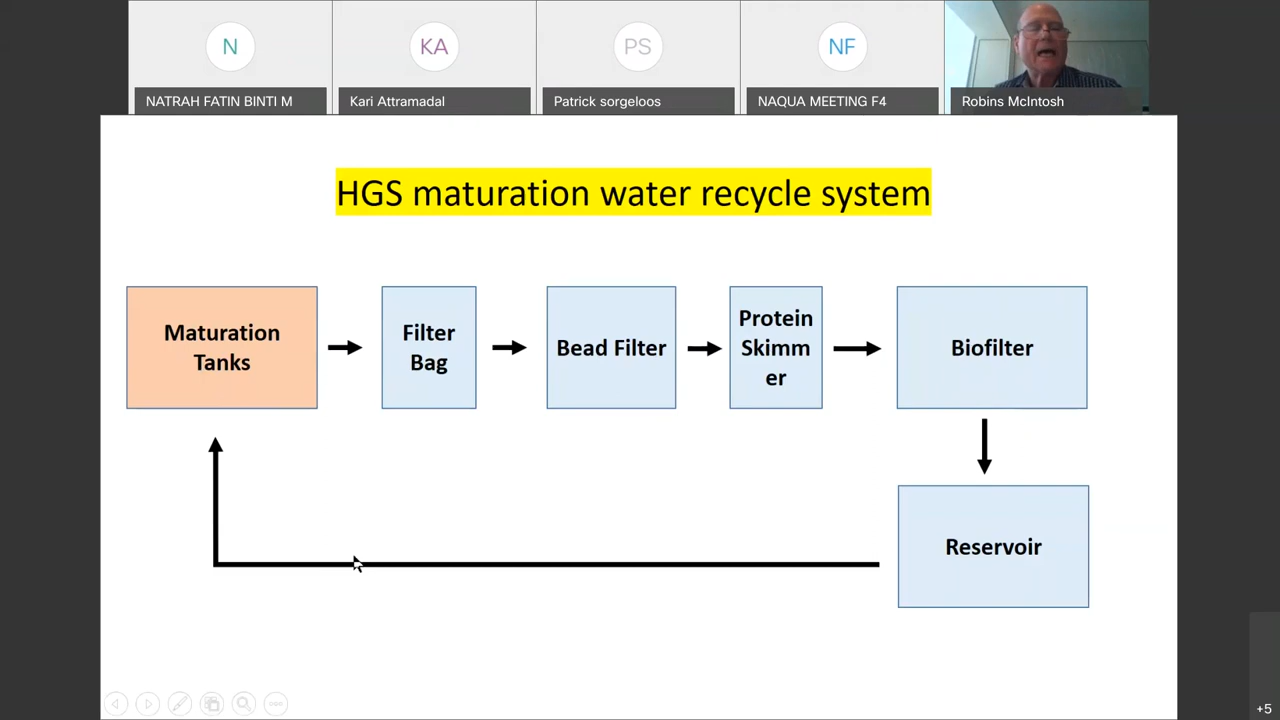 N
KA
PS
NF
NATRAH FATIN BINTI M
Kari Attramadal
Patrick sorgeloos
NAQUA MEETING F4
Robins McIntosh
HGS maturation water recycle system
Maturation
Tanks
Filter
Bag
Bead Filter
Protein
Skimm
er
Biofilter
Reservoir
+5